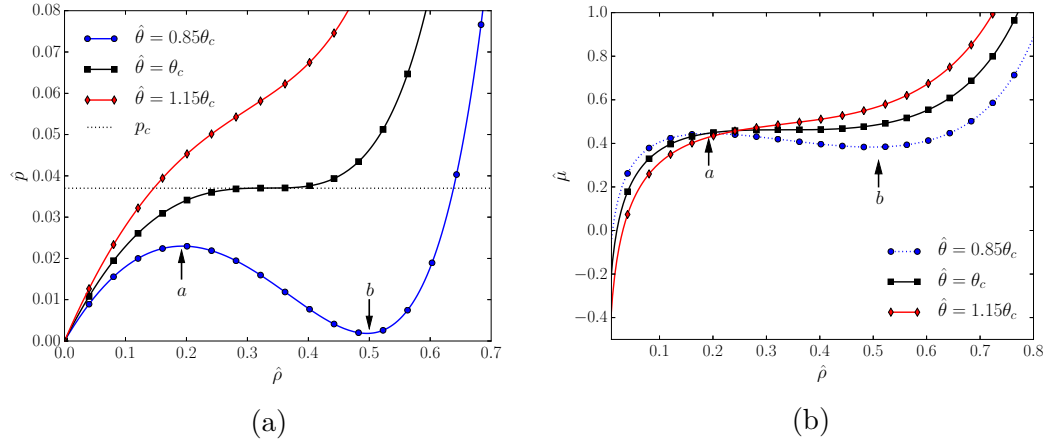 0.08
0.07
0.06
0.05
0.04
0.03
0.02
0.01
0.00
p̂
θ̂ = 0.85θ_c
θ̂ = θ_c
θ̂ = 1.15θ_c
p_c
a
b
0.0 0.1 0.2 0.3 0.4 0.5 0.6 0.7
ρ̂
(a)
1.0
0.8
0.6
0.4
0.2
0.0
−0.2
−0.4
μ̂
a
b
θ̂ = 0.85θ_c
θ̂ = θ_c
θ̂ = 1.15θ_c
0.1 0.2 0.3 0.4 0.5 0.6 0.7 0.8
ρ̂
(b)